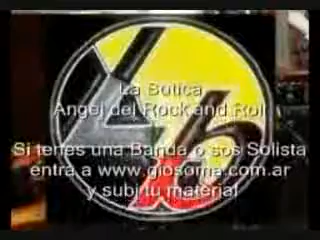 La Botica
Angel del Rock and Roll
Si tenes una Banda o sos Solista
entra a www.giosoma.com.ar
y subi tu material